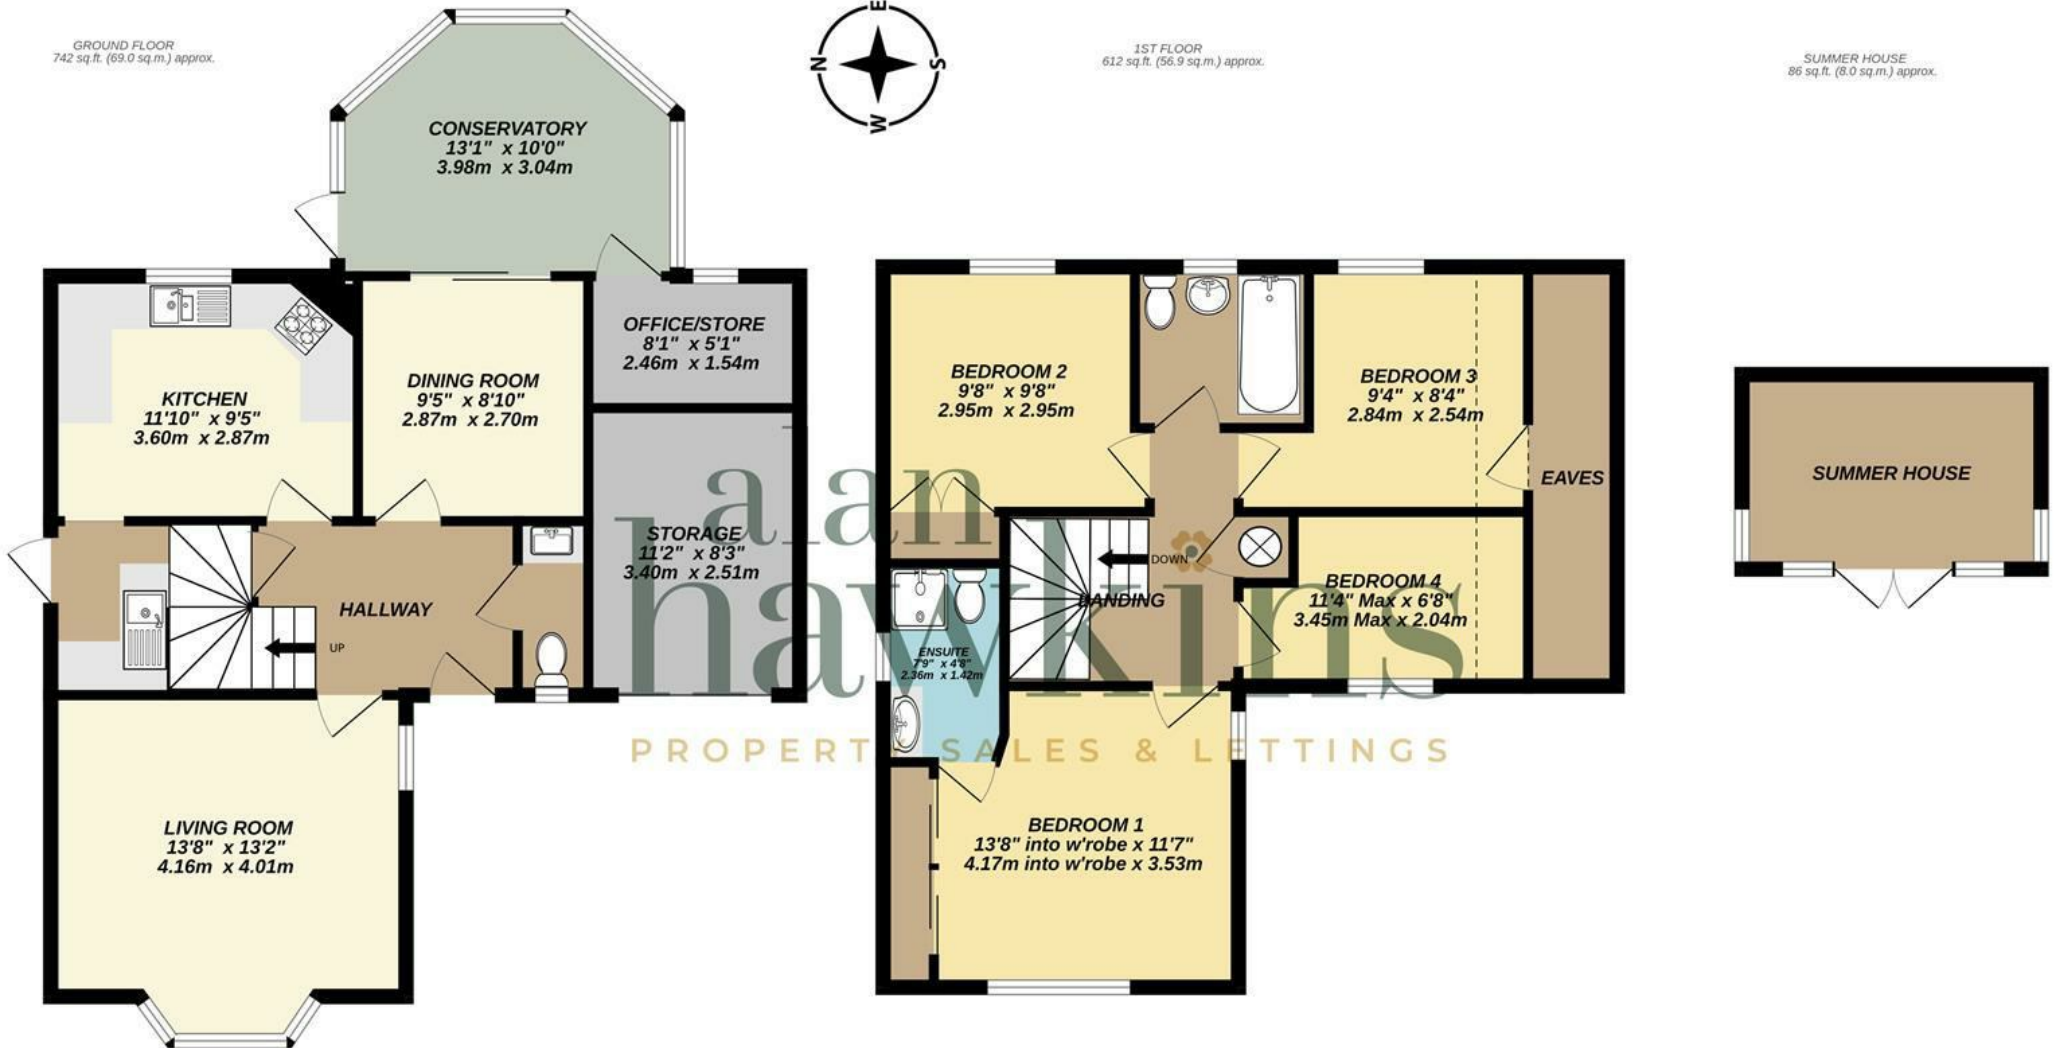 GROUND FLOOR
742 sq.ft. (69.0 sq.m.) approx.
E
N
S
W
1ST FLOOR
612 sq.ft. (56.9 sq.m.) approx.
SUMMER HOUSE
86 sq.ft. (8.0 sq.m.) approx.
CONSERVATORY
13'1" x 10'0"
3.98m x 3.04m
OFFICE/STORE
8'1" x 5'1"
2.46m x 1.54m
KITCHEN
11'10" x 9'5"
3.60m x 2.87m
DINING ROOM
9'5" x 8'10"
2.87m x 2.70m
STORAGE
11'2" x 8'3"
3.40m x 2.51m
HALLWAY
UP
LIVING ROOM
13'8" x 13'2"
4.16m x 4.01m
BEDROOM 2
9'8" x 9'8"
2.95m x 2.95m
BEDROOM 3
9'4" x 8'4"
2.84m x 2.54m
EAVES
DOWN
LANDING
BEDROOM 4
11'4" Max x 6'8"
3.45m Max x 2.04m
ENSUITE
7'9" x 4'8"
2.36m x 1.42m
BEDROOM 1
13'8" into w'robe x 11'7"
4.17m into w'robe x 3.53m
SUMMER HOUSE
alan
hawkins
PROPERTY SALES & LETTINGS